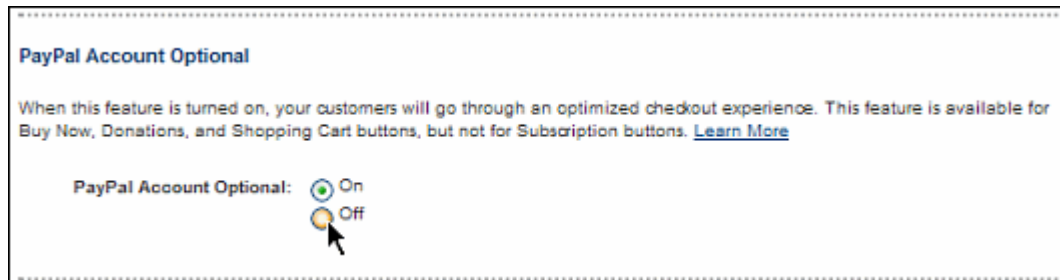 PayPal Account Optional
When this feature is turned on, your customers will go through an optimized checkout experience. This feature is available for
Buy Now, Donations, and Shopping Cart buttons, but not for Subscription buttons. Learn More
PayPal Account Optional: On
Off